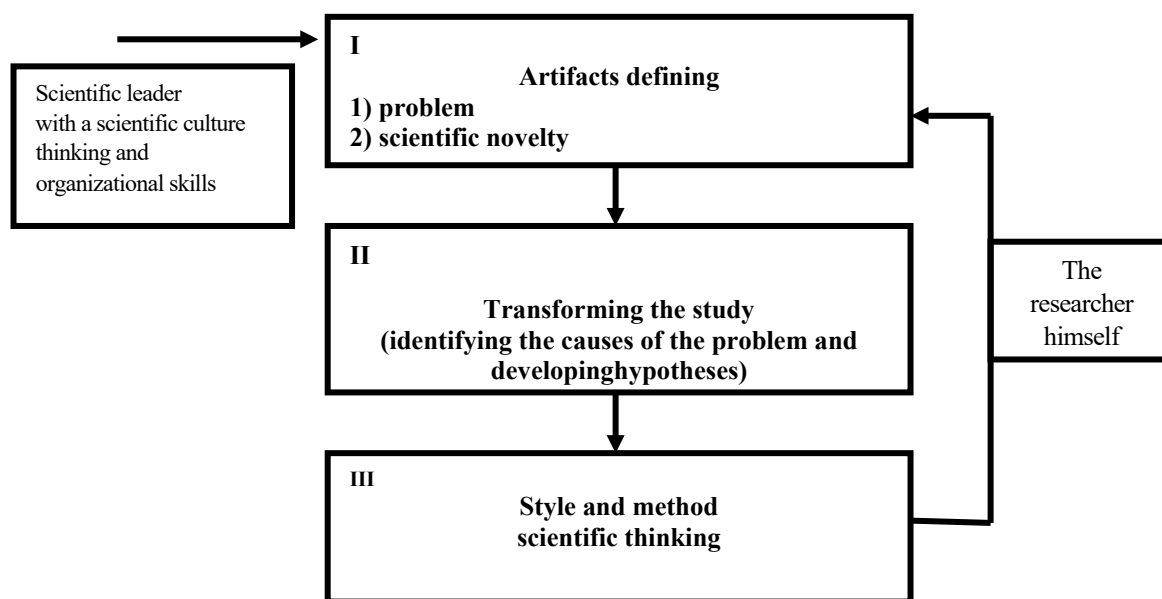 Scientific leader
with a scientific culture
thinking and
organizational skills
I
Artifacts defining
1) problem
2) scientific novelty
II
Transforming the study
(identifying the causes of the problem and
developinghypotheses)
The
researcher
himself
III
Style and method
scientific thinking